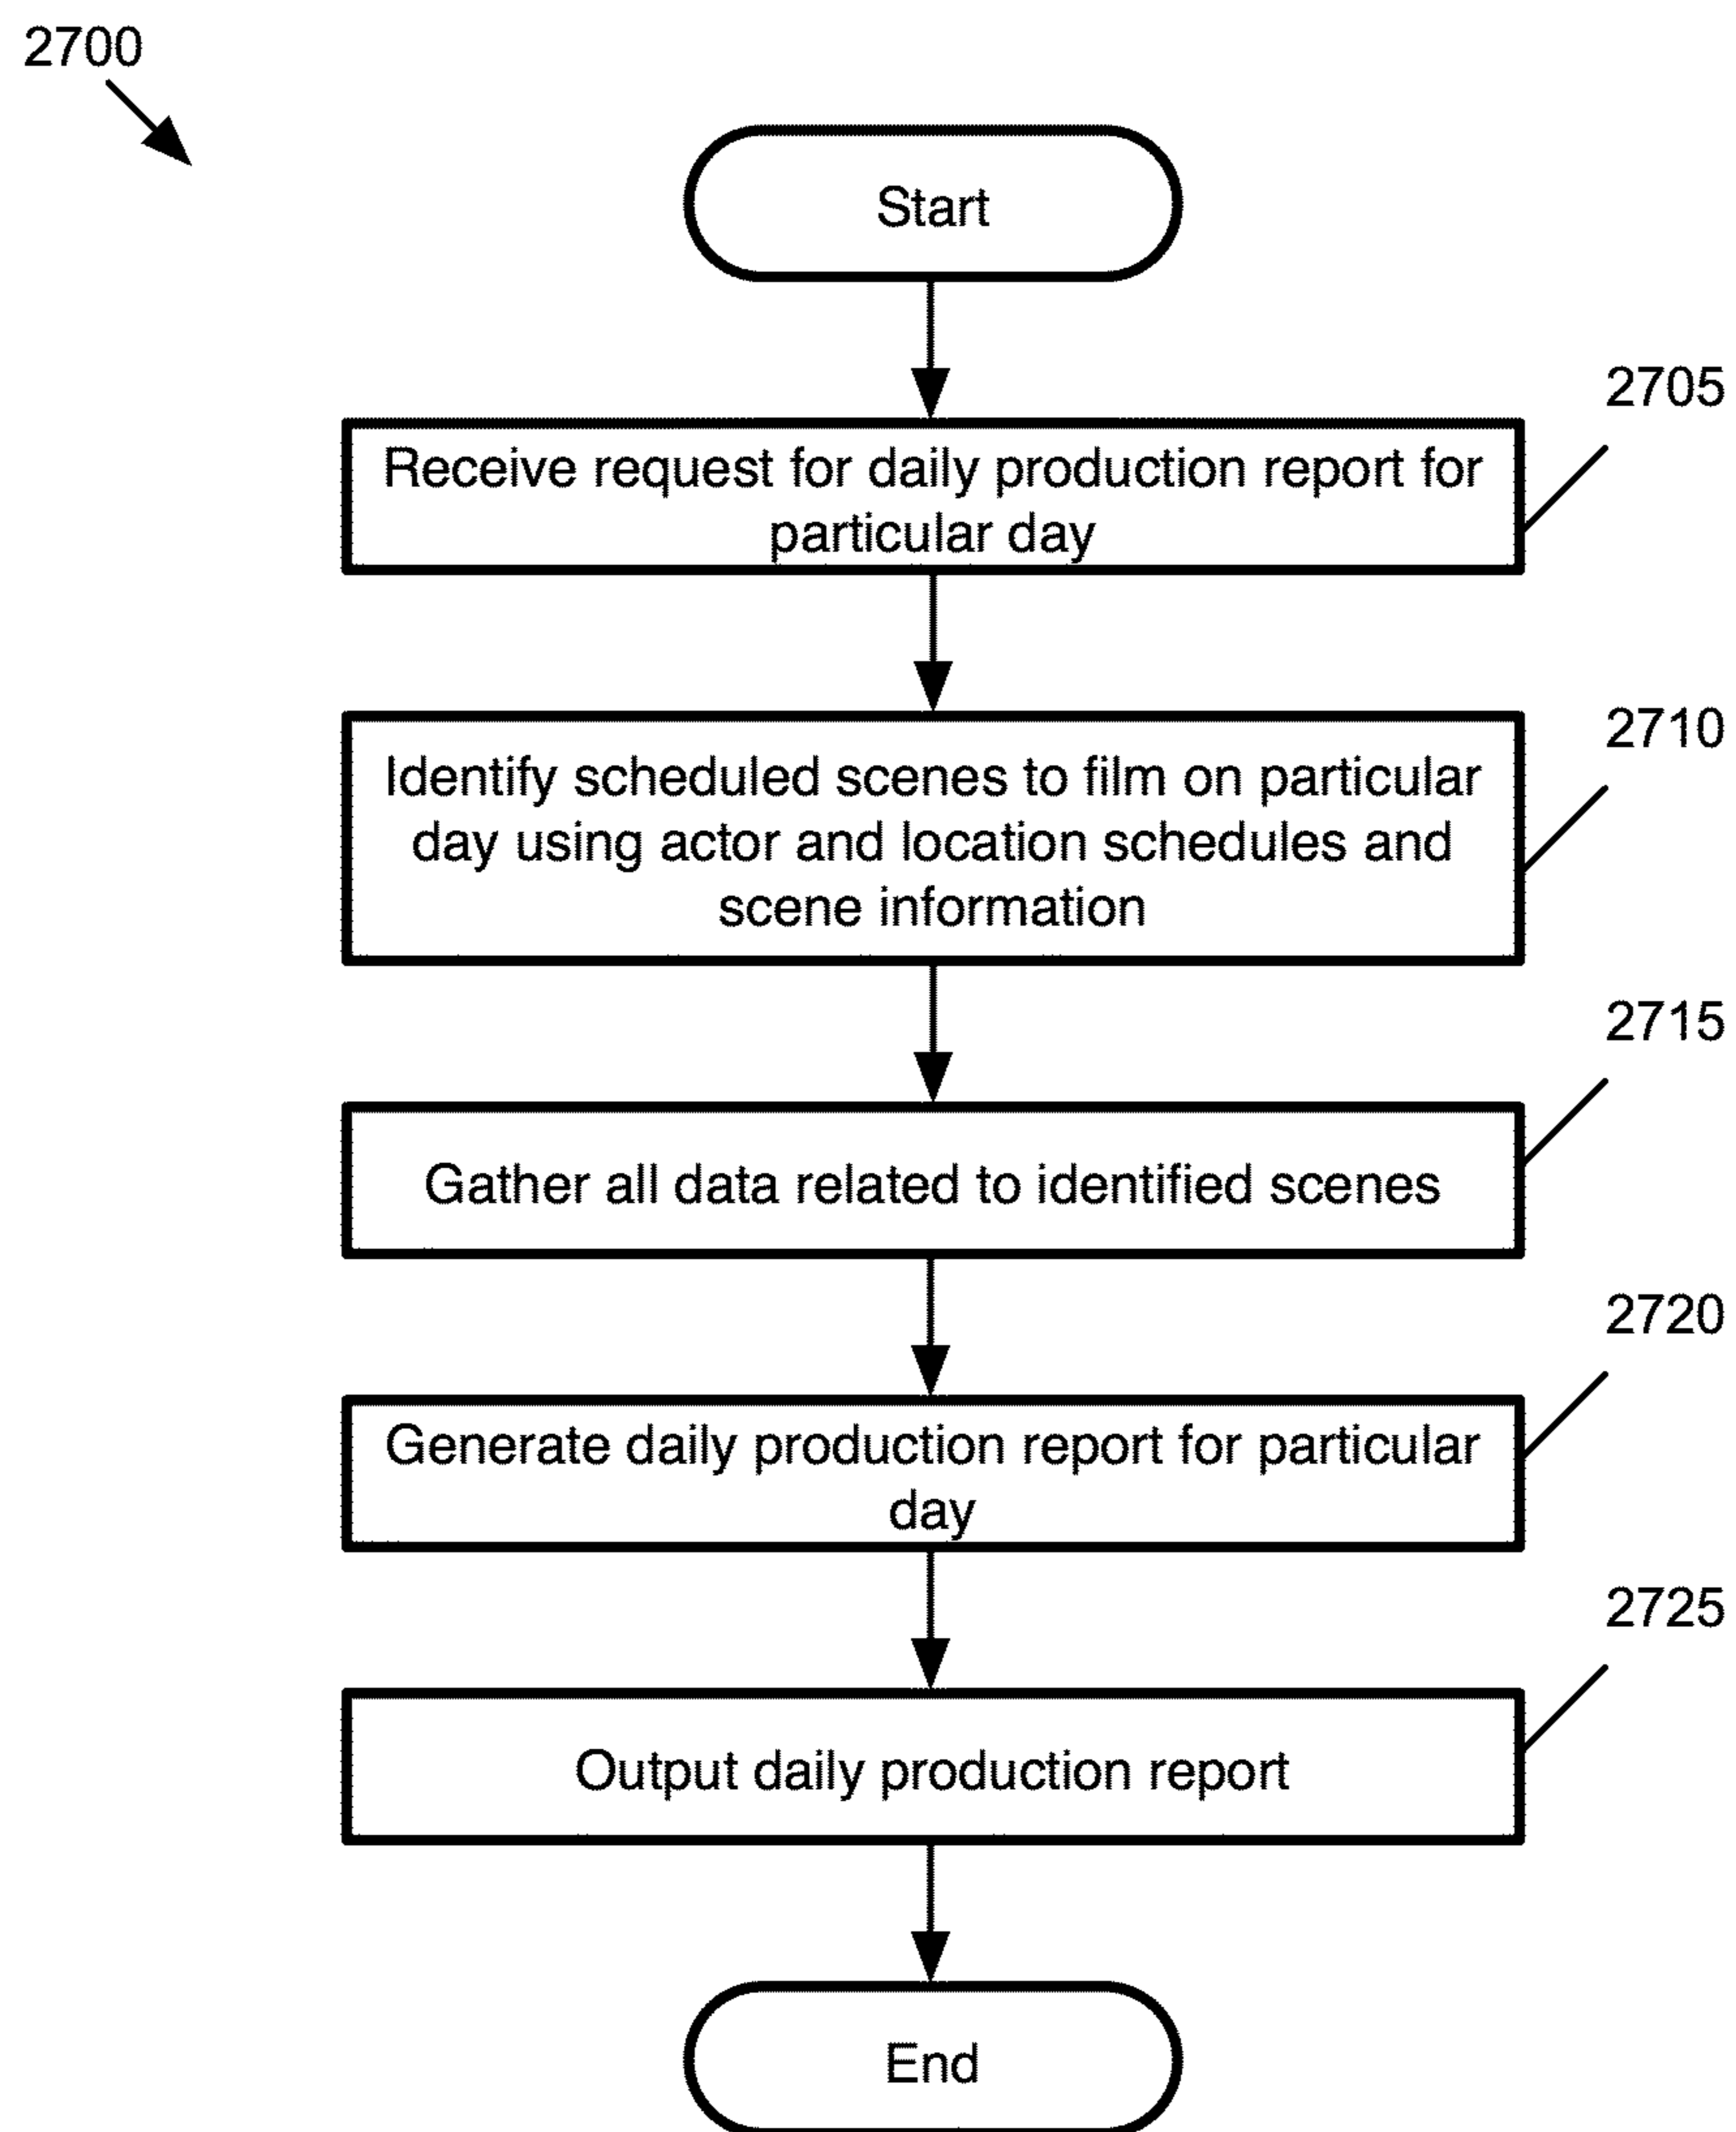 2700
Start
2705
Receive request for daily production report for
particular day
2710
Identify scheduled scenes to film on particular
day using actor and location schedules and
scene information
2715
Gather all data related to identified scenes
2720
Generate daily production report for particular
day
2725
Output daily production report
End